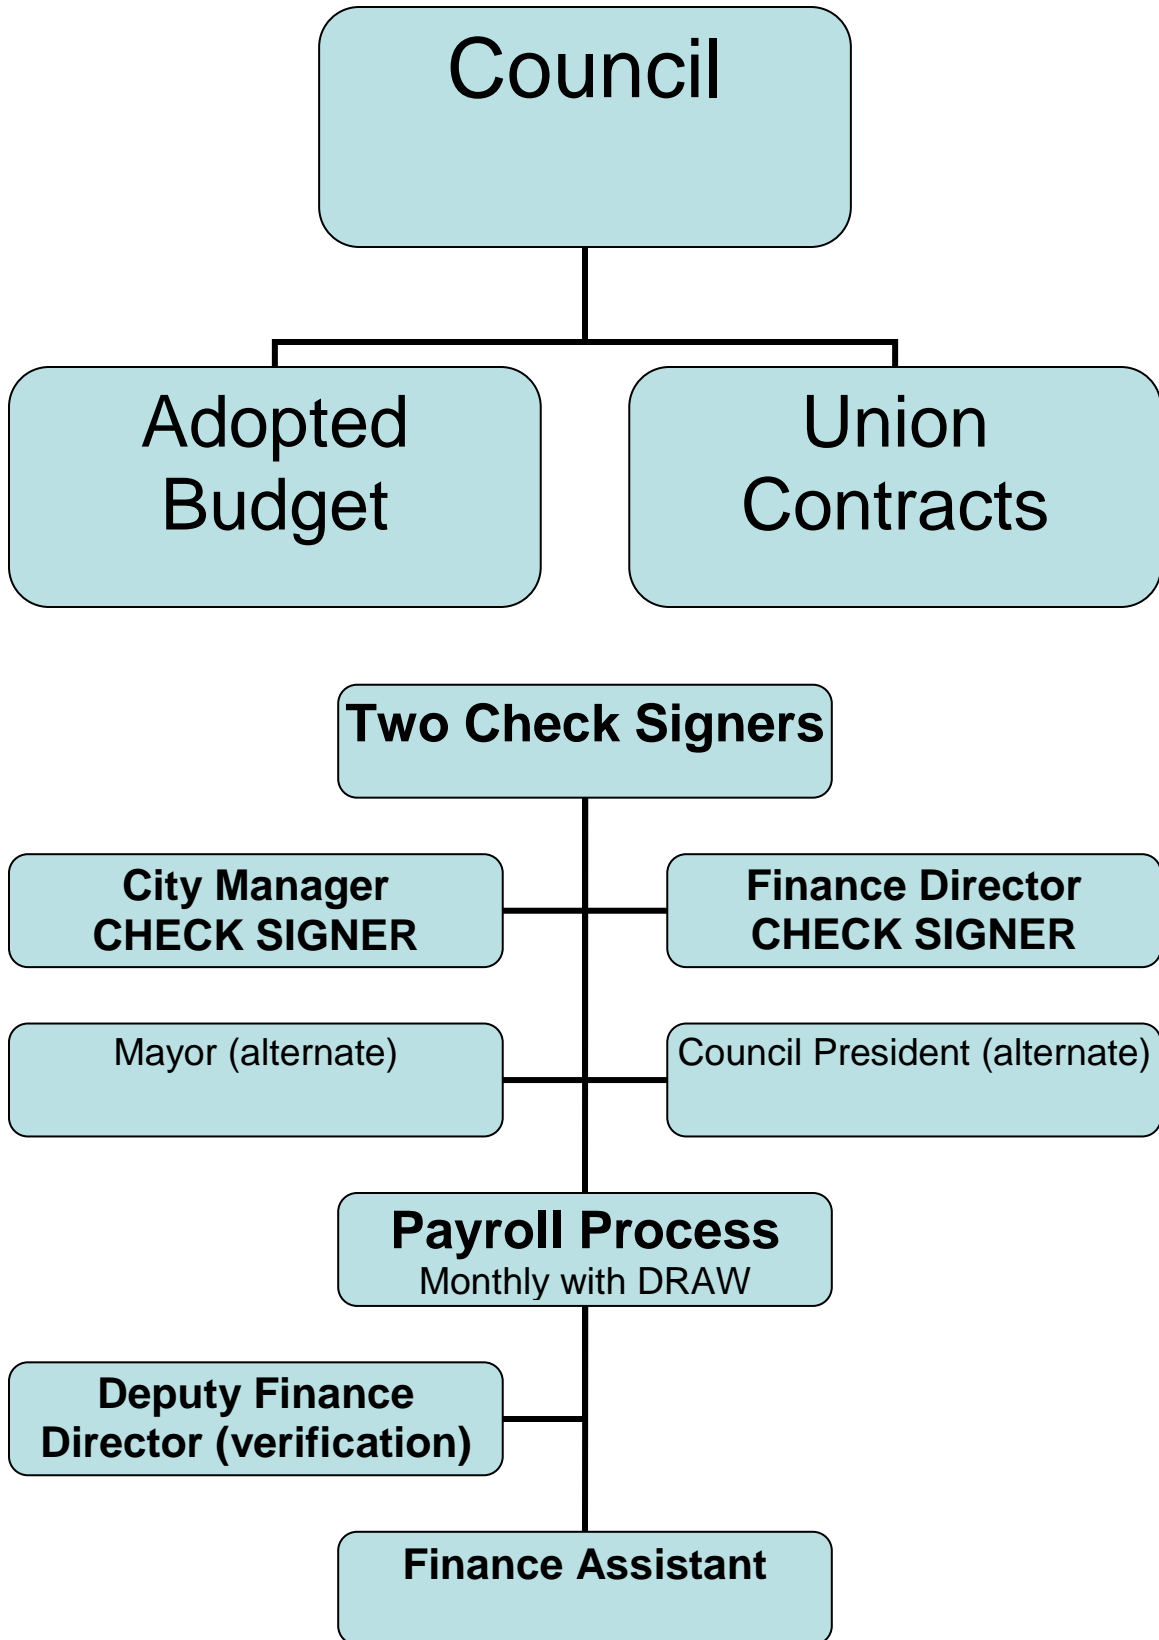 Council
Adopted
Budget
Union
Contracts
Two Check Signers
City Manager
CHECK SIGNER
Finance Director
CHECK SIGNER
Mayor (alternate)
Council President (alternate)
Payroll Process
Monthly with DRAW
Deputy Finance
Director (verification)
Finance Assistant